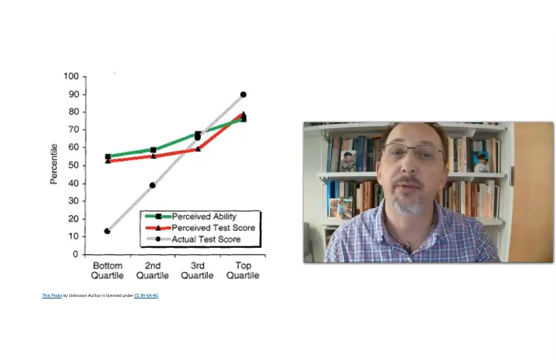 100
90
80
70
60
50
40
30
20
10
0
Percentile
Perceived Ability
Perceived Test Score
Actual Test Score
Bottom Quartile
2nd Quartile
3rd Quartile
Top Quartile
This Photo by Unknown Author is licensed under CC BY-SA-NC